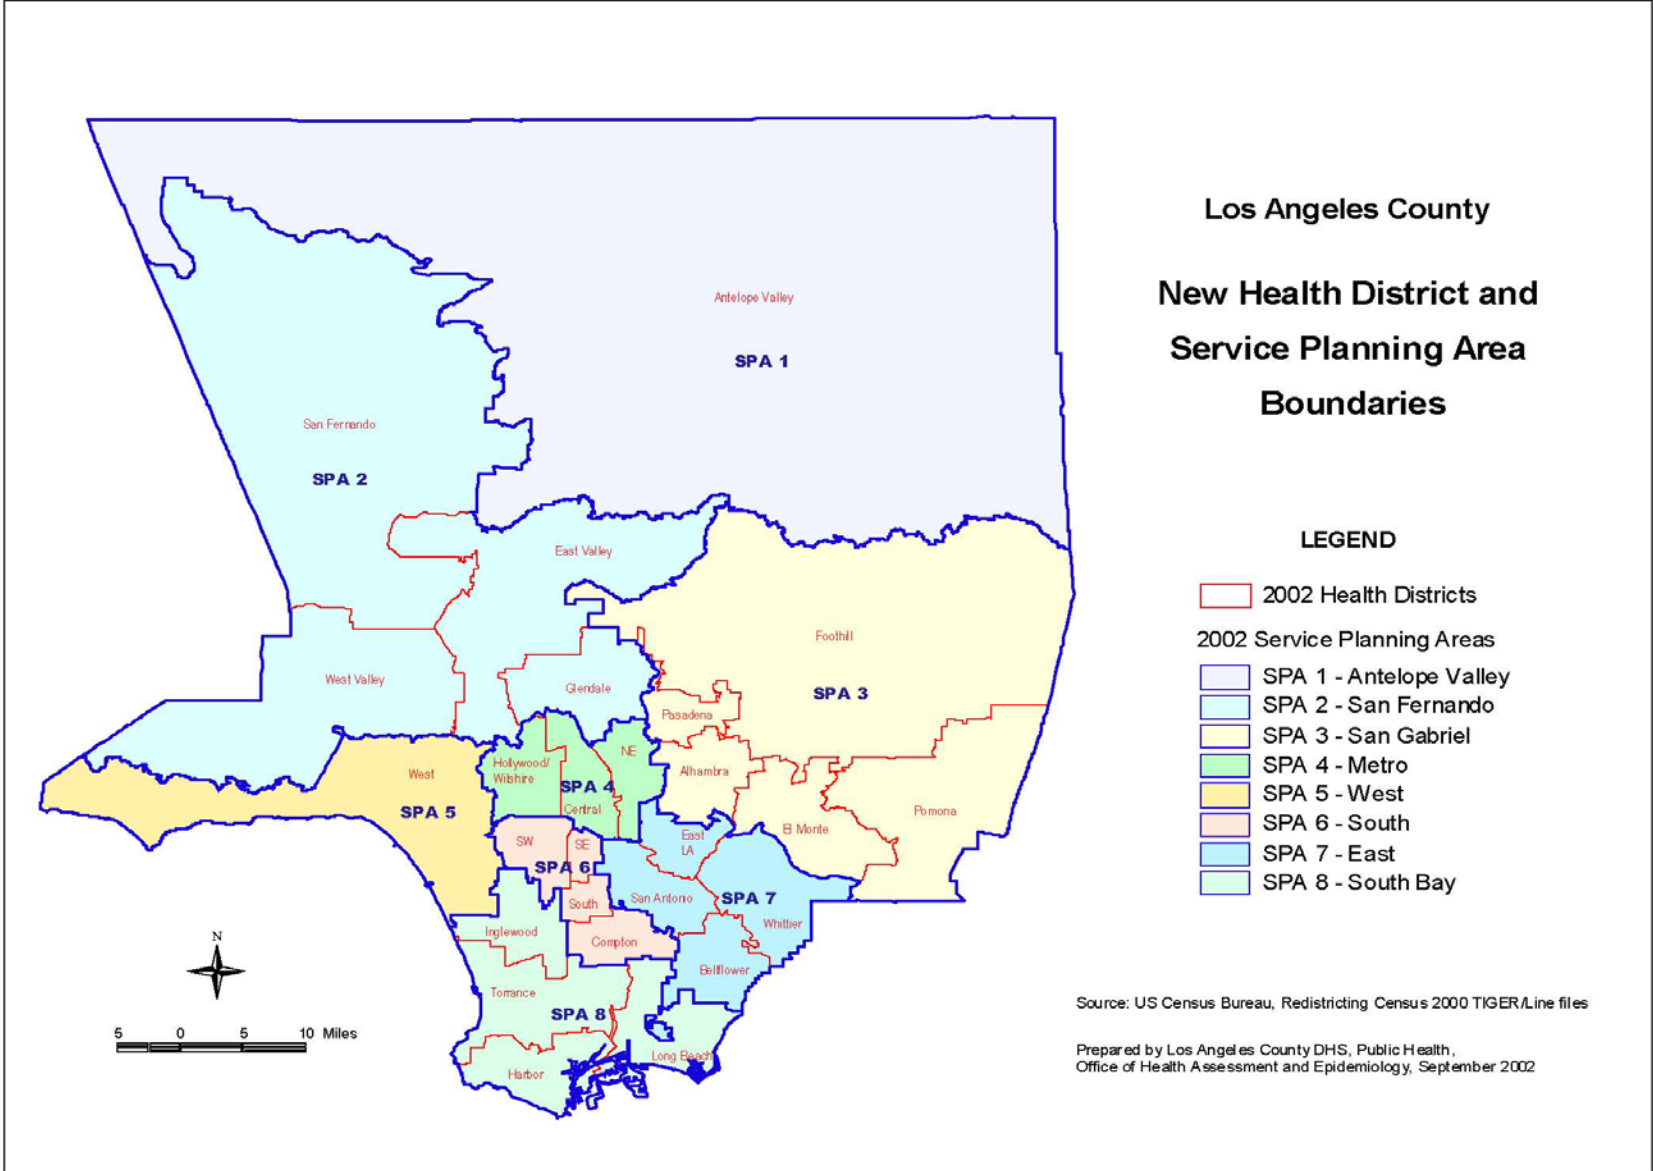 Los Angeles County
New Health District and
Service Planning Area
Boundaries
Antelope Valley
SPA 1
San Fernando
SPA 2
East Valley
West Valley
Glendale
Foothill
SPA 3
Pasadena
Alhambra
El Monte
Pomona
Hollywood/
Wilshire
NE
SPA 4
Central
West
SPA 5
SW
SE
SPA 6
South
Compton
East
LA
San Antonio
SPA 7
Whittier
Bellflower
Inglewood
Torrance
SPA 8
Harbor
Long Beach
LEGEND
2002 Health Districts
2002 Service Planning Areas
SPA 1 - Antelope Valley
SPA 2 - San Fernando
SPA 3 - San Gabriel
SPA 4 - Metro
SPA 5 - West
SPA 6 - South
SPA 7 - East
SPA 8 - South Bay
N
5 0 5 10 Miles
Source: US Census Bureau, Redistricting Census 2000 TIGER/Line files
Prepared by Los Angeles County DHS, Public Health,
Office of Health Assessment and Epidemiology, September 2002